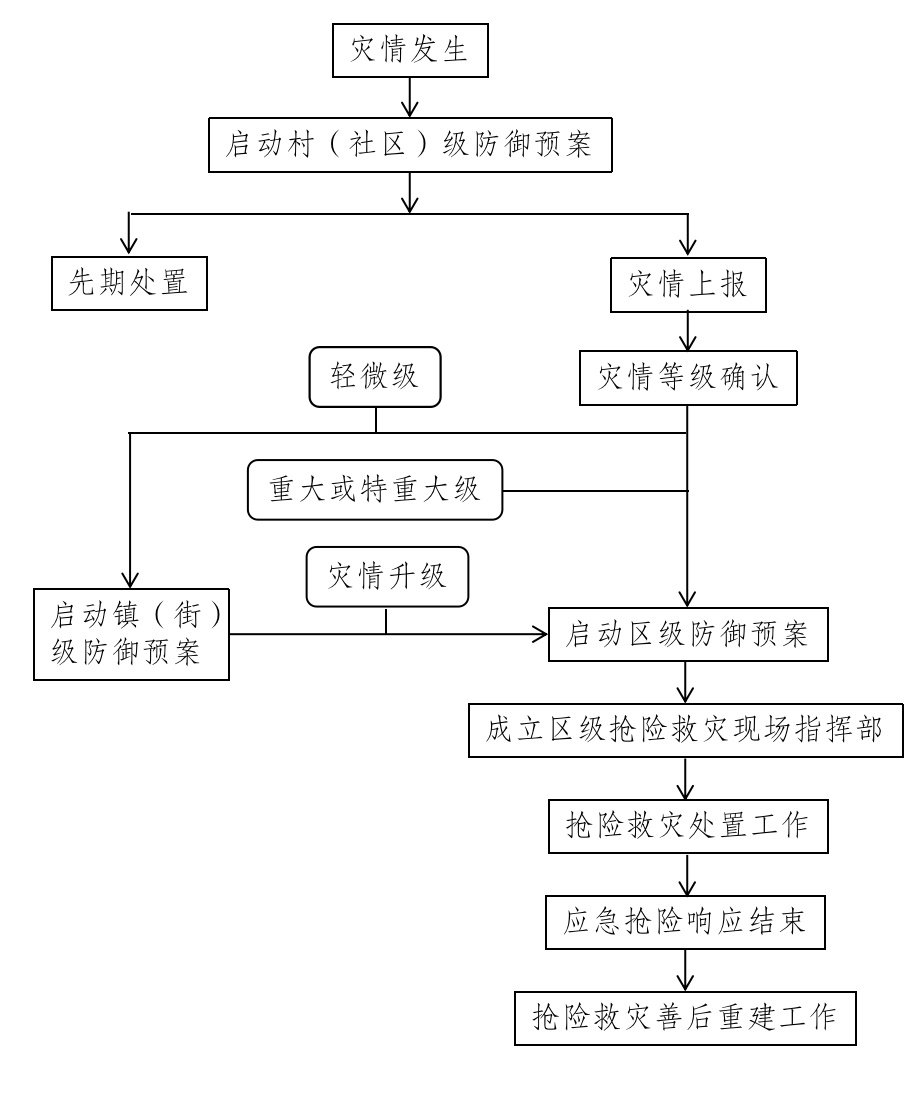 灾情发生
启动村（社区）级防御预案
先期处置
灾情上报
轻微级
灾情等级确认
重大或特重大级
灾情升级
启动镇（街）
级防御预案
启动区级防御预案
成立区级抢险救灾现场指挥部
抢险救灾处置工作
应急抢险响应结束
抢险救灾善后重建工作